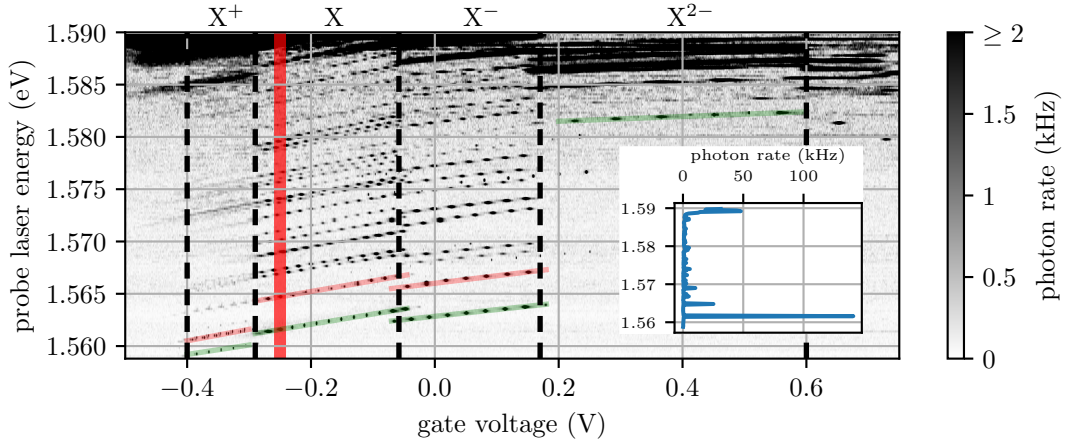 X⁺ X X⁻ X²⁻
1.590
1.585
1.580
1.575
1.570
1.565
1.560
probe laser energy (eV)
−0.4 −0.2 0.0 0.2 0.4 0.6
gate voltage (V)
photon rate (kHz)
0 50 100
1.59
1.58
1.57
1.56
≥ 2
1.5
1
0.5
0
photon rate (kHz)